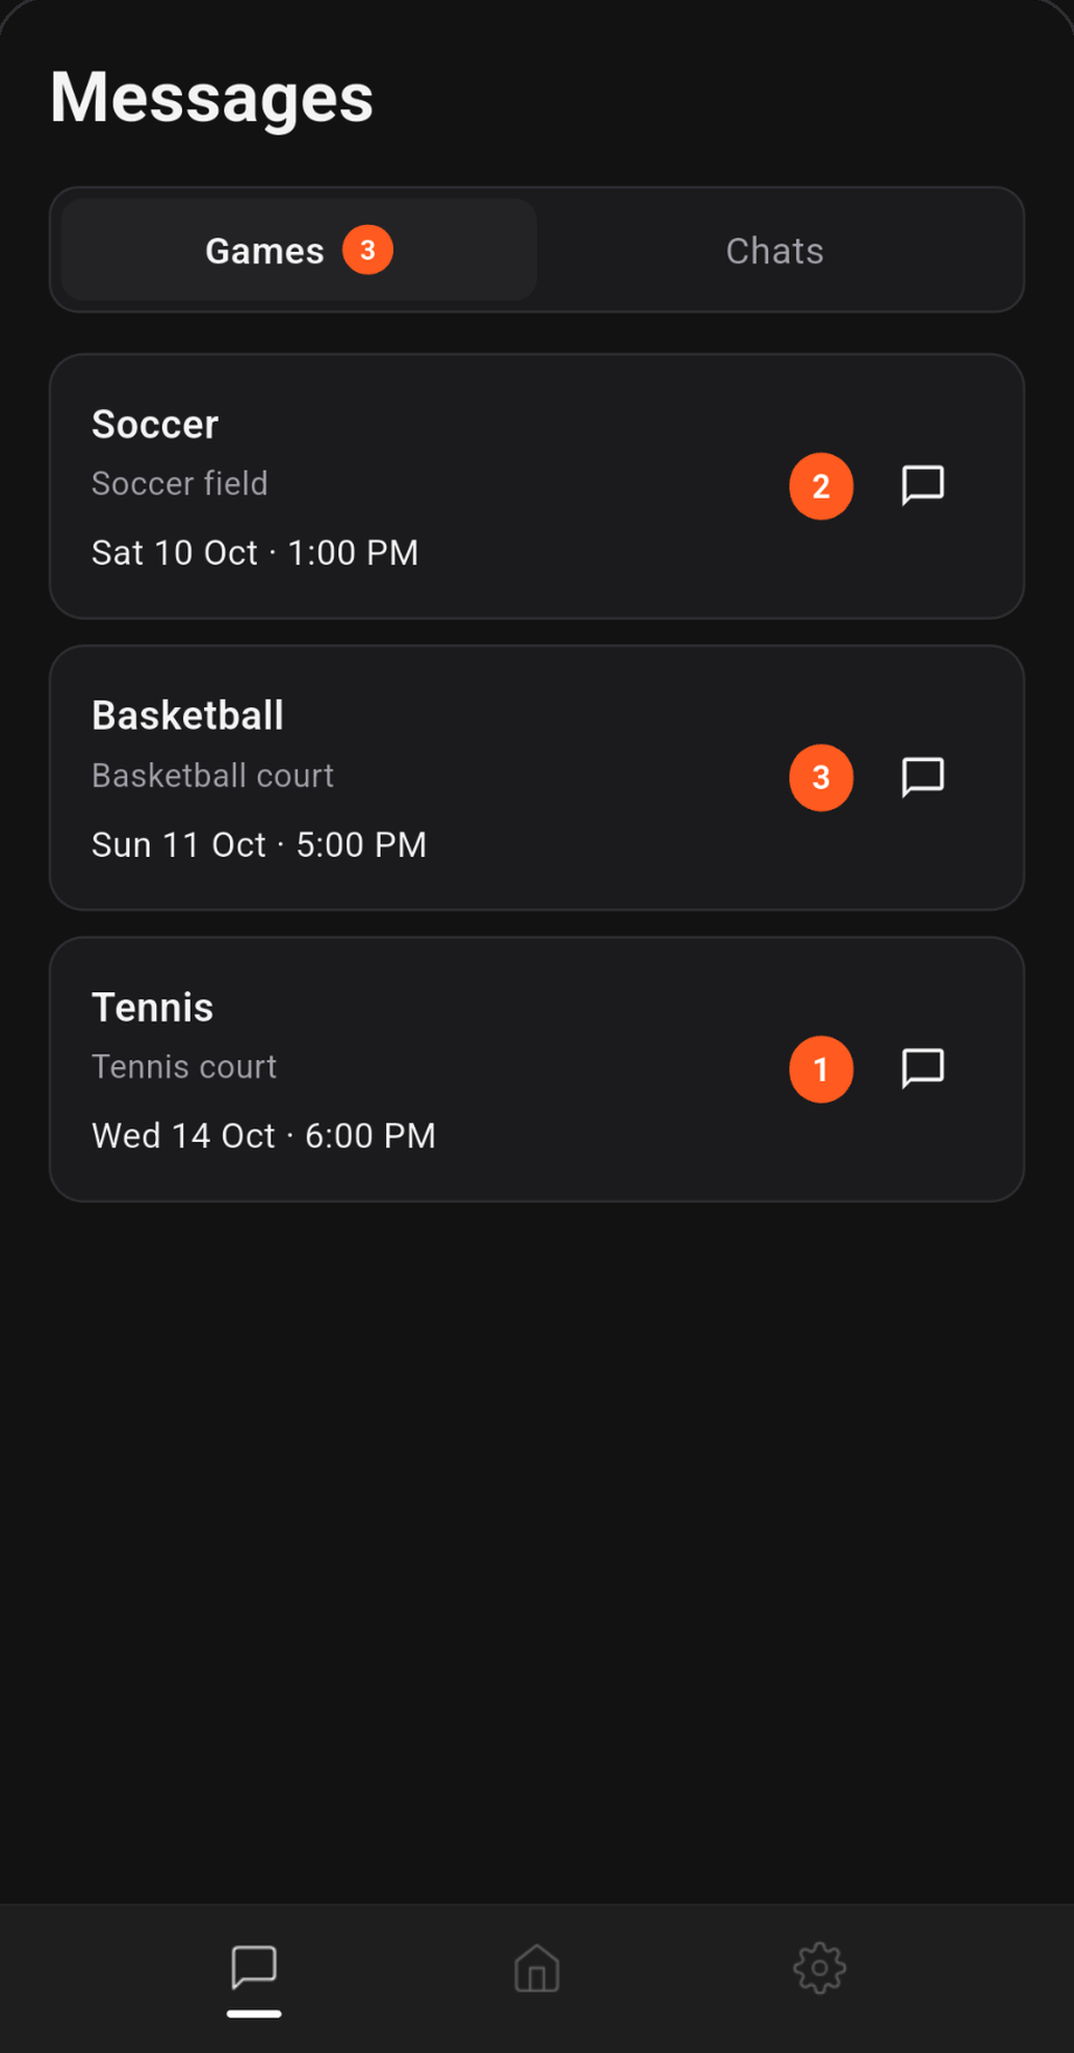 Messages
Games 3
Chats
Soccer
Soccer field
2
Sat 10 Oct · 1:00 PM
Basketball
Basketball court
3
Sun 11 Oct · 5:00 PM
Tennis
Tennis court
1
Wed 14 Oct · 6:00 PM